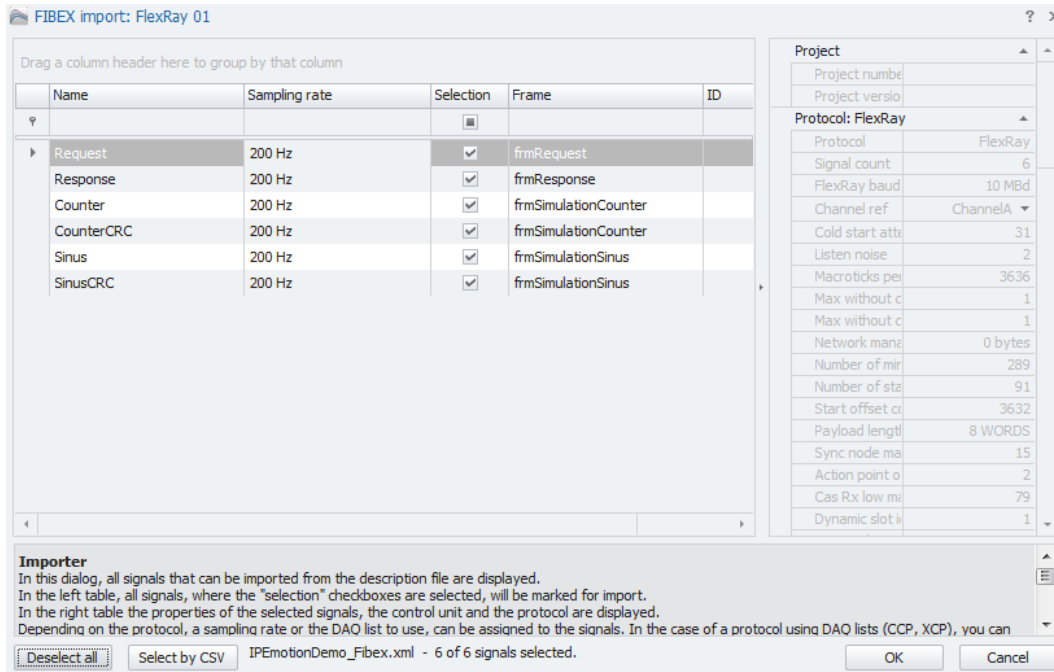 FIBEX import: FlexRay 01 ?
Drag a column header here to group by that column
Name Sampling rate Selection Frame ID
Request 200 Hz frmRequest
Response 200 Hz frmResponse
Counter 200 Hz frmSimulationCounter
CounterCRC 200 Hz frmSimulationCounter
Sinus 200 Hz frmSimulationSinus
SinusCRC 200 Hz frmSimulationSinus
Project
Project numbe
Project versio
Protocol: FlexRay
Protocol FlexRay
Signal count 6
FlexRay baud 10 MBd
Channel ref ChannelA
Cold start atte 31
Listen noise 2
Macroticks per 3636
Max without c 1
Max without c 1
Network mana 0 bytes
Number of mir 289
Number of sta 91
Start offset co 3632
Payload lengtl 8 WORDS
Sync node ma 15
Action point o 2
Cas Rx low ma 79
Dynamic slot i 1
Importer
In this dialog, all signals that can be imported from the description file are displayed.
In the left table, all signals, where the "selection" checkboxes are selected, will be marked for import.
In the right table the properties of the selected signals, the control unit and the protocol are displayed.
Depending on the protocol, a sampling rate or the DAQ list to use, can be assigned to the signals. In the case of a protocol using DAQ lists (CCP, XCP), you can
Deselect all Select by CSV IPEmotionDemo_Fibex.xml - 6 of 6 signals selected. OK Cancel